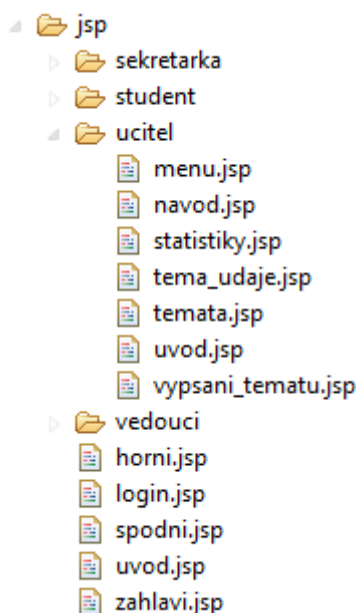 jsp
sekretarka
student
ucitel
menu.jsp
navod.jsp
statistiky.jsp
tema_udaje.jsp
temata.jsp
uvod.jsp
vypsani_tematu.jsp
vedouci
horni.jsp
login.jsp
spodni.jsp
uvod.jsp
zahlavi.jsp